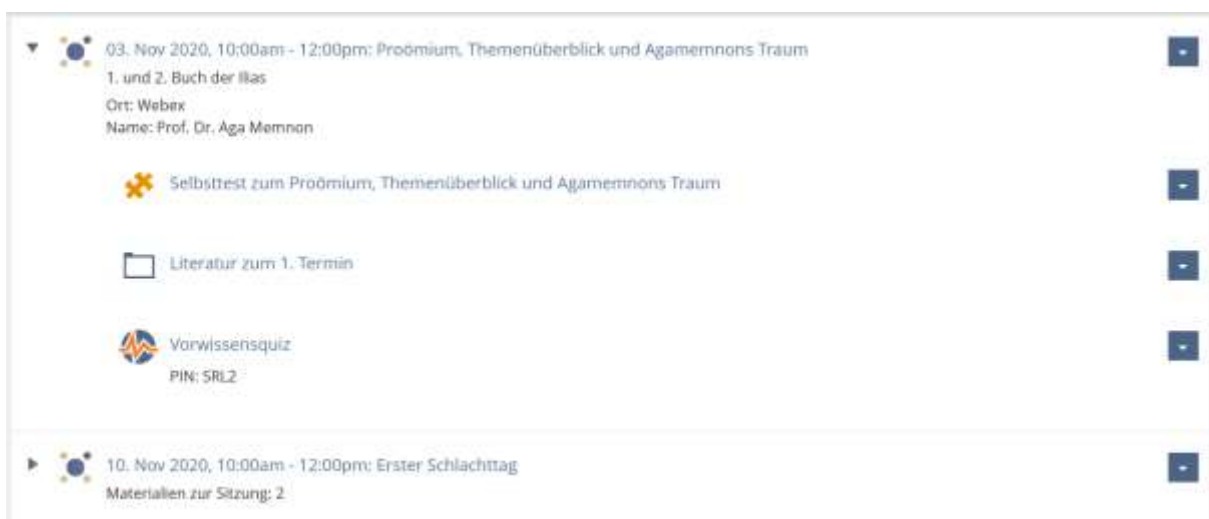 03. Nov 2020, 10:00am - 12:00pm: Proömium, Themenüberblick und Agamemnons Traum
1. und 2. Buch der Ilias
Ort: Webex
Name: Prof. Dr. Aga Memnon
Selbsttest zum Proömium, Themenüberblick und Agamemnons Traum
Literatur zum 1. Termin
Vorwissensquiz
PIN: SRL2
10. Nov 2020, 10:00am - 12:00pm: Erster Schlachttag
Materialien zur Sitzung: 2